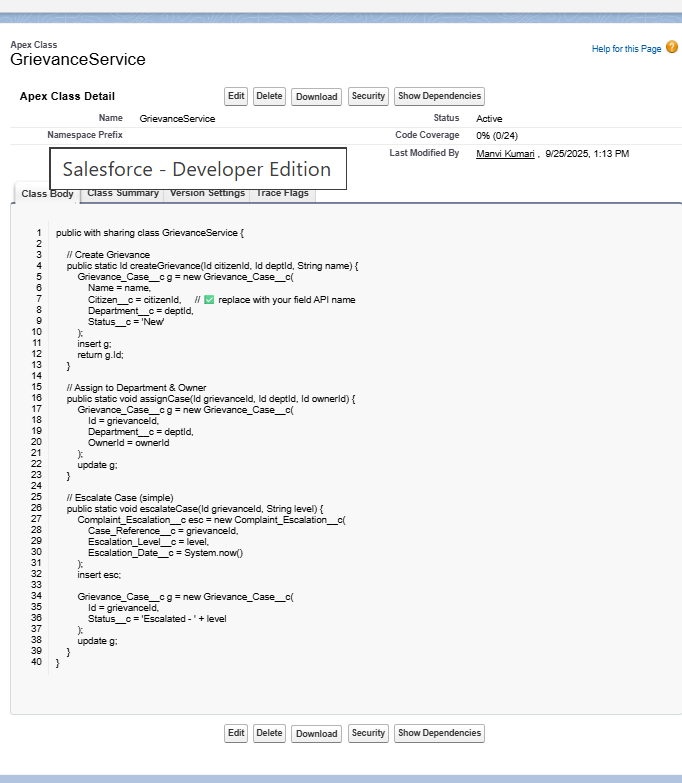 Apex Class
GrievanceService
Help for this Page ?
Apex Class Detail
Edit Delete Download Security Show Dependencies
Name GrievanceService Status Active
Namespace Prefix Code Coverage 0% (0/24)
Last Modified By Manvi Kumari , 9/25/2025, 1:13 PM
Salesforce - Developer Edition
Class Body Class Summary Version Settings Trace Flags
1 public with sharing class GrievanceService {
2
3 // Create Grievance
4 public static Id createGrievance(Id citizenId, Id deptId, String name) {
5 Grievance_Case__c g = new Grievance_Case__c(
6 Name = name,
7 Citizen__c = citizenId, // ✅ replace with your field API name
8 Department__c = deptId,
9 Status__c = 'New'
10 );
11 insert g;
12 return g.Id;
13 }
14
15 // Assign to Department & Owner
16 public static void assignCase(Id grievanceId, Id deptId, Id ownerId) {
17 Grievance_Case__c g = new Grievance_Case__c(
18 Id = grievanceId,
19 Department__c = deptId,
20 OwnerId = ownerId
21 );
22 update g;
23 }
24
25 // Escalate Case (simple)
26 public static void escalateCase(Id grievanceId, String level) {
27 Complaint_Escalation__c esc = new Complaint_Escalation__c(
28 Case_Reference__c = grievanceId,
29 Escalation_Level__c = level,
30 Escalation_Date__c = System.now()
31 );
32 insert esc;
33
34 Grievance_Case__c g = new Grievance_Case__c(
35 Id = grievanceId,
36 Status__c = 'Escalated - ' + level
37 );
38 update g;
39 }
40 }
Edit Delete Download Security Show Dependencies